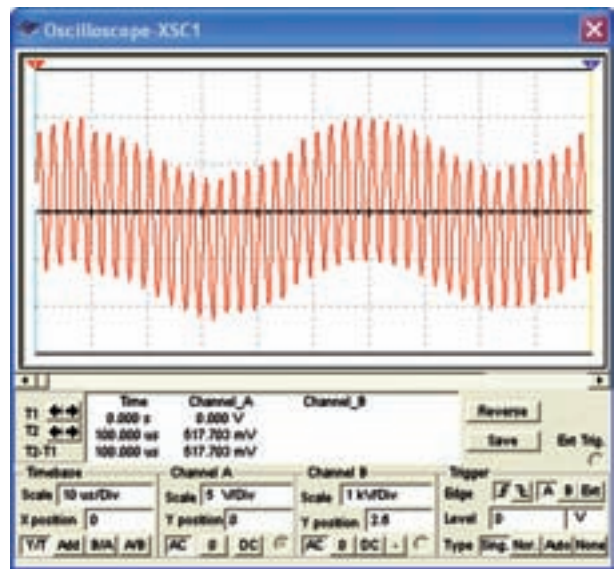 Oscilloscope-XSC1
Time Channel_A Channel_B
T1 0.000 s 0.000 V
T2 100.000 us 517.703 mV
T2-T1 100.000 us 517.703 mV
Reverse
Save
Ext Trig.
Timebase
Scale 10 us/Div
X position 0
Y/T Add B/A A/B
Channel A
Scale 5 V/Div
Y position 0
AC 0 DC
Channel B
Scale 1 kV/Div
Y position 2.6
AC 0 DC -
Trigger
Edge A B Ext
Level 0 V
Type Sing. Nor. Auto None